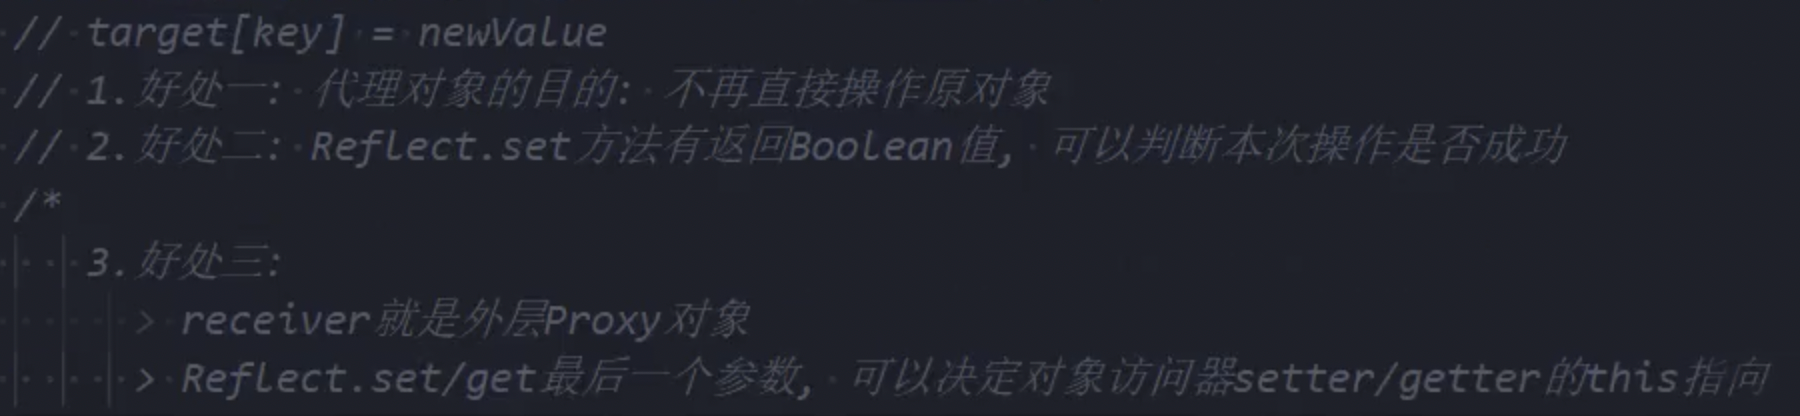 // target[key] = newValue
// 1.好处一: 代理对象的目的: 不再直接操作原对象
// 2.好处二: Reflect.set方法有返回Boolean值, 可以判断本次操作是否成功
/*
3.好处三:
> receiver就是外层Proxy对象
> Reflect.set/get最后一个参数, 可以决定对象访问器setter/getter的this指向